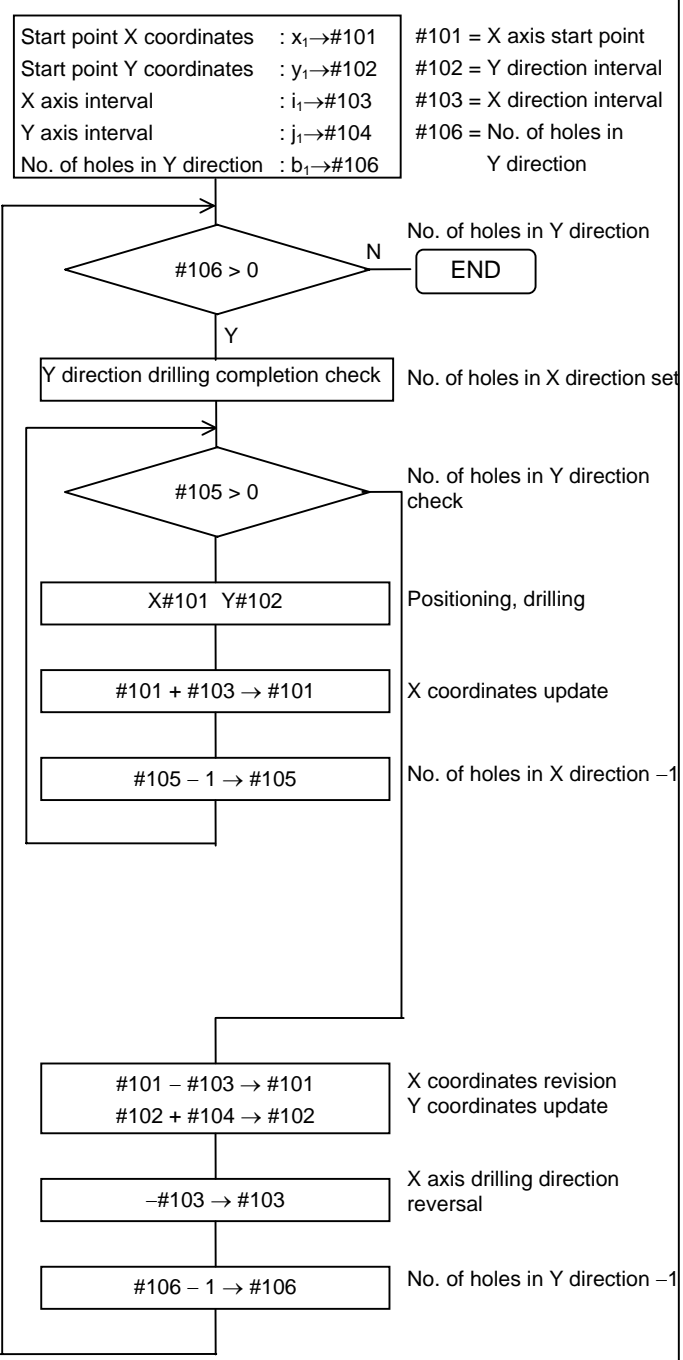 Start point X coordinates : x₁→#101
Start point Y coordinates : y₁→#102
X axis interval : i₁→#103
Y axis interval : j₁→#104
No. of holes in Y direction : b₁→#106
#101 = X axis start point
#102 = Y direction interval
#103 = X direction interval
#106 = No. of holes in
Y direction
No. of holes in Y direction
#106 > 0
N
END
Y
Y direction drilling completion check
No. of holes in X direction set
#105 > 0
No. of holes in Y direction
check
X#101 Y#102
Positioning, drilling
#101 + #103 → #101
X coordinates update
#105 − 1 → #105
No. of holes in X direction −1
#101 − #103 → #101
#102 + #104 → #102
X coordinates revision
Y coordinates update
−#103 → #103
X axis drilling direction
reversal
#106 − 1 → #106
No. of holes in Y direction −1